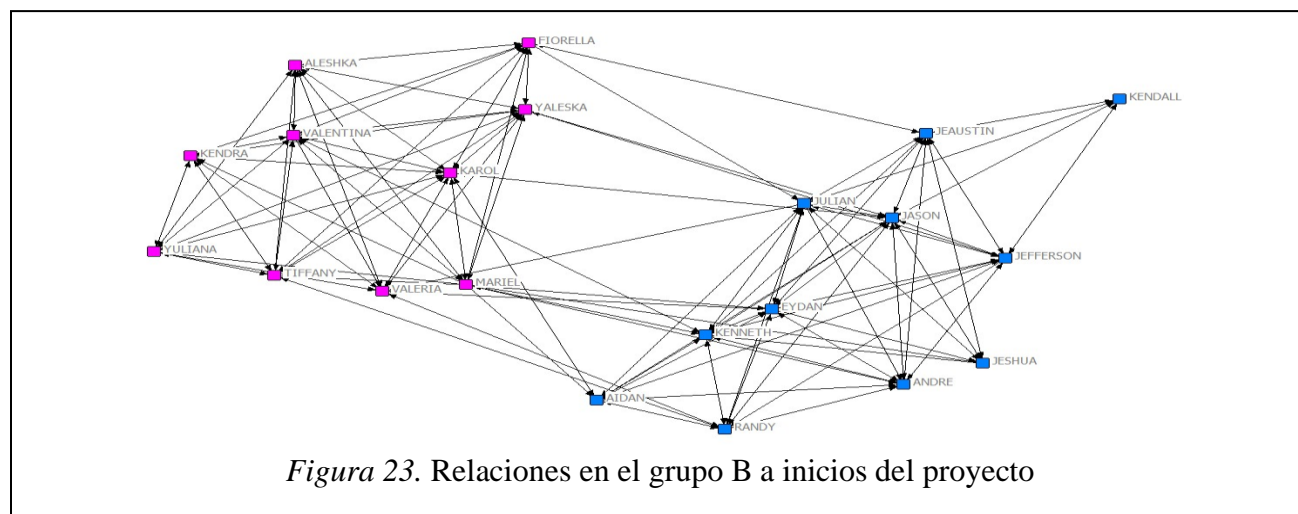 FIORELLA
ALESHKA
KENDALL
YALESKA
JEAUSTIN
VALENTINA
KENDRA
KAROL
JULIAN
JASON
YULIANA
JEFFERSON
TIFFANY
MARIEL
VALERIA
EYDAN
KENNETH
JESHUA
ANDRE
AIDAN
RANDY
Figura 23. Relaciones en el grupo B a inicios del proyecto